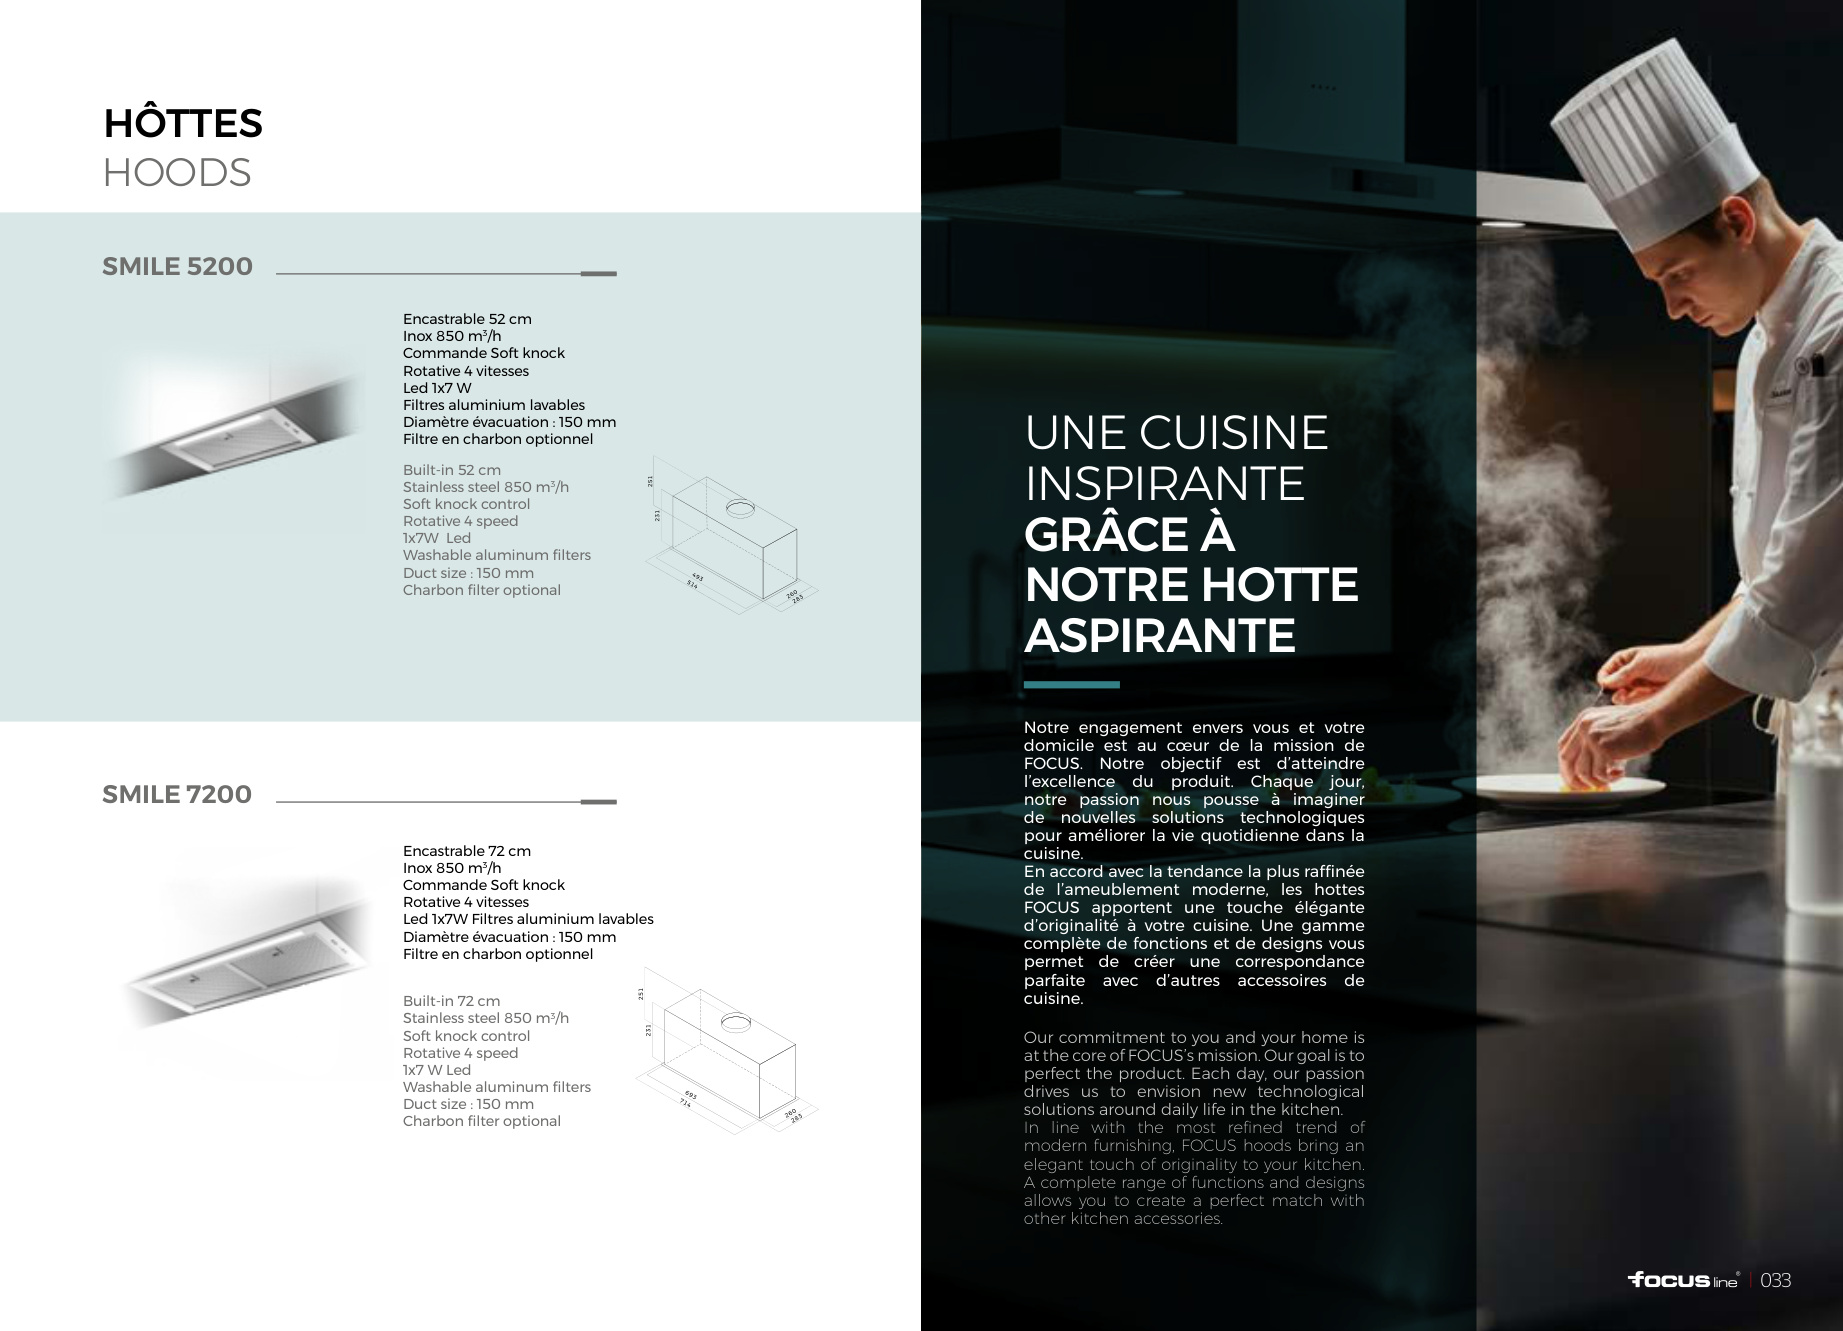 HÔTTES
HOODS
SMILE 5200
Encastrable 52 cm
Inox 850 m³/h
Commande Soft knock
Rotative 4 vitesses
Led 1x7 W
Filtres aluminium lavables
Diamètre évacuation : 150 mm
Filtre en charbon optionnel
Built-in 52 cm
Stainless steel 850 m³/h
Soft knock control
Rotative 4 speed
1x7W Led
Washable aluminum filters
Duct size : 150 mm
Charbon filter optional
251
231
493
514
260
283
SMILE 7200
Encastrable 72 cm
Inox 850 m³/h
Commande Soft knock
Rotative 4 vitesses
Led 1x7W Filtres aluminium lavables
Diamètre évacuation : 150 mm
Filtre en charbon optionnel
Built-in 72 cm
Stainless steel 850 m³/h
Soft knock control
Rotative 4 speed
1x7 W Led
Washable aluminum filters
Duct size : 150 mm
Charbon filter optional
251
231
693
714
260
283
UNE CUISINE
INSPIRANTE
GRÂCE À
NOTRE HOTTE
ASPIRANTE
Notre engagement envers vous et votre
domicile est au cœur de la mission de
FOCUS. Notre objectif est d’atteindre
l’excellence du produit. Chaque jour,
notre passion nous pousse à imaginer
de nouvelles solutions technologiques
pour améliorer la vie quotidienne dans la
cuisine.
En accord avec la tendance la plus raffinée
de l’ameublement moderne, les hottes
FOCUS apportent une touche élégante
d’originalité à votre cuisine. Une gamme
complète de fonctions et de designs vous
permet de créer une correspondance
parfaite avec d’autres accessoires de
cuisine.
Our commitment to you and your home is
at the core of FOCUS’s mission. Our goal is to
perfect the product. Each day, our passion
drives us to envision new technological
solutions around daily life in the kitchen.
In line with the most refined trend of
modern furnishing, FOCUS hoods bring an
elegant touch of originality to your kitchen.
A complete range of functions and designs
allows you to create a perfect match with
other kitchen accessories.
focus line® | 033